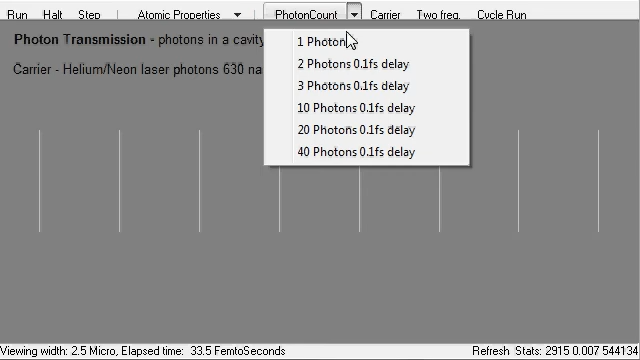 Run Halt Step | Atomic Properties | PhotonCount Carrier Two freq. Cycle Run
Photon Transmission - photons in a cavity
Carrier - Helium/Neon laser photons 630
1 Photon
2 Photons 0.1fs delay
3 Photons 0.1fs delay
10 Photons 0.1fs delay
20 Photons 0.1fs delay
40 Photons 0.1fs delay
Viewing width: 2.5 Micro, Elapsed time: 33.5 FemtoSeconds Refresh Stats: 2915 0.007 544134